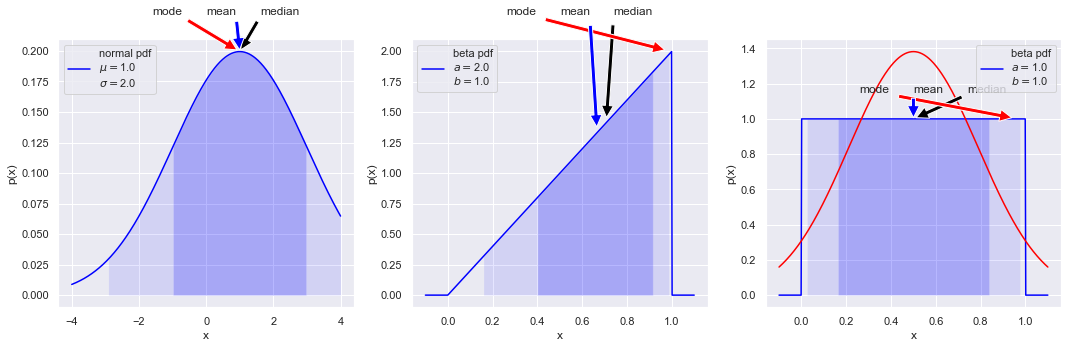 mode mean median
normal pdf
μ = 1.0
σ = 2.0
0.200
0.175
0.150
0.125
0.100
0.075
0.050
0.025
0.000
p(x)
−4 −2 0 2 4
x
mode mean median
beta pdf
a = 2.0
b = 1.0
2.00
1.75
1.50
1.25
1.00
0.75
0.50
0.25
0.00
p(x)
0.0 0.2 0.4 0.6 0.8 1.0
x
beta pdf
a = 1.0
b = 1.0
mode mean median
1.4
1.2
1.0
0.8
0.6
0.4
0.2
0.0
p(x)
0.0 0.2 0.4 0.6 0.8 1.0
x